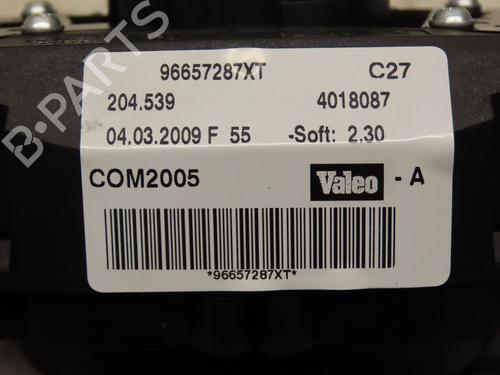 96657287XT C27
204.539 4018087
04.03.2009 F 55 -Soft: 2.30
COM2005 Valeo - A
*96657287XT*
B-PARTS